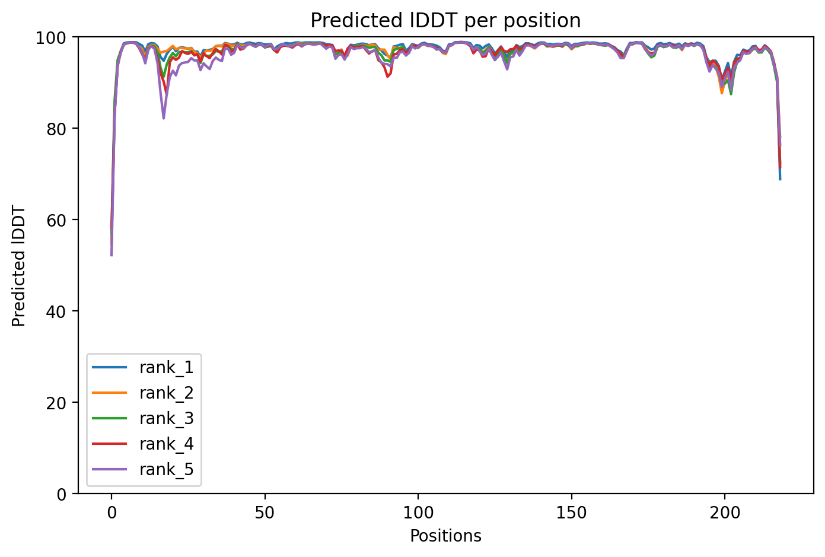 Predicted lDDT per position
100
80
60
40
20
0
Predicted lDDT
rank_1
rank_2
rank_3
rank_4
rank_5
0 50 100 150 200
Positions